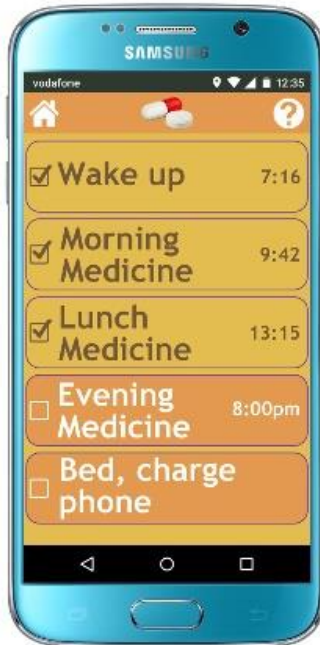 SAMSUNG
vodafone 12:35
Wake up 7:16
Morning
Medicine 9:42
Lunch
Medicine 13:15
Evening
Medicine 8:00pm
Bed, charge
phone